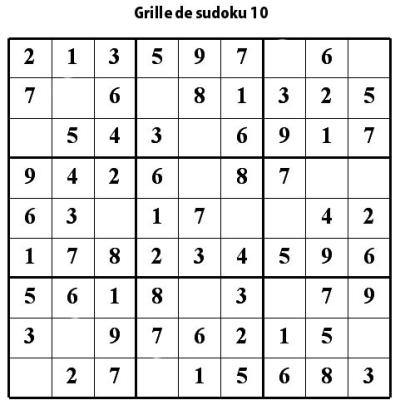 Grille de sudoku 10
2 1 3 5 9 7 6
7 6 8 1 3 2 5
5 4 3 6 9 1 7
9 4 2 6 8 7
6 3 1 7 4 2
1 7 8 2 3 4 5 9 6
5 6 1 8 3 7 9
3 9 7 6 2 1 5
2 7 1 5 6 8 3